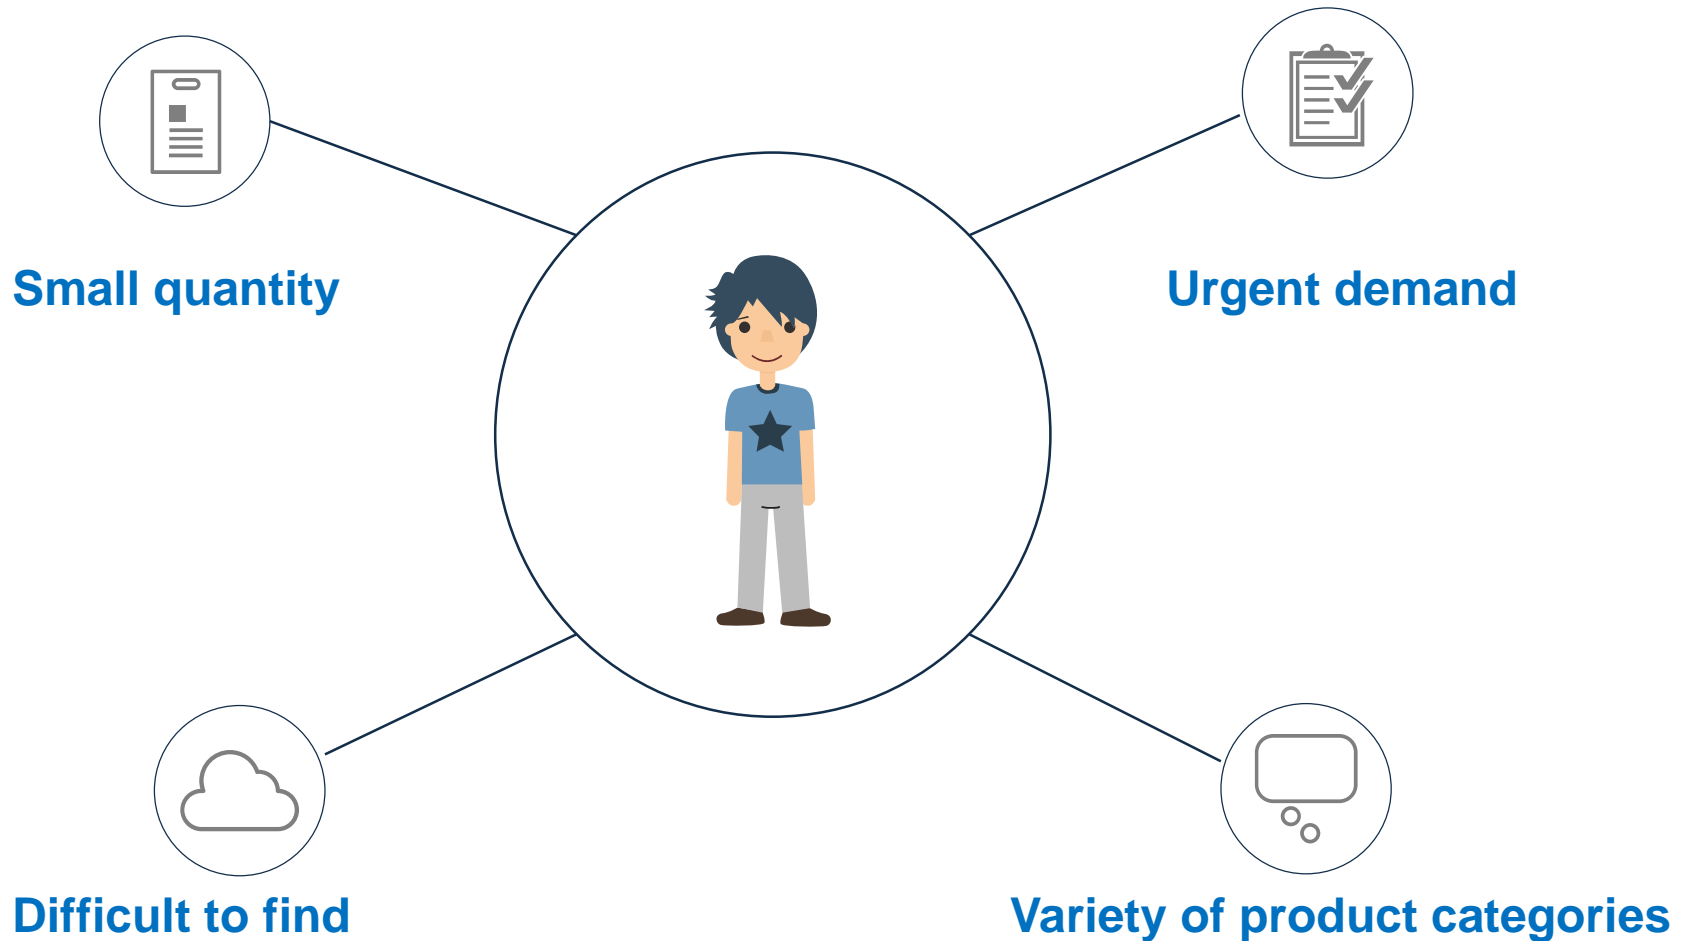 Small quantity
Urgent demand
Difficult to find
Variety of product categories